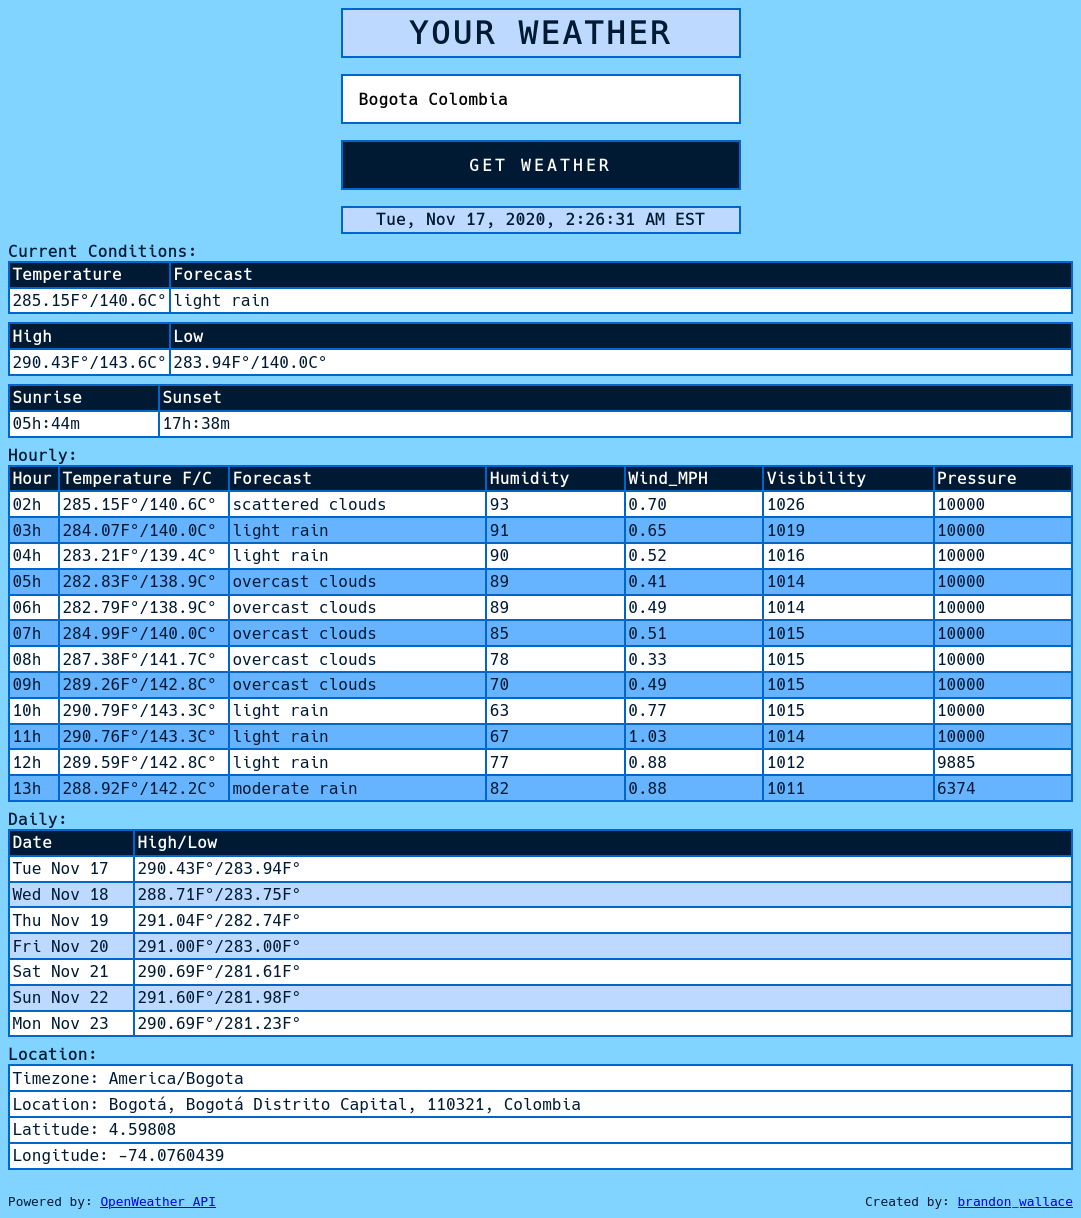 YOUR WEATHER
Bogota Colombia
GET WEATHER
Tue, Nov 17, 2020, 2:26:31 AM EST
Current Conditions:
Temperature Forecast
285.15F°/140.6C° light rain
High Low
290.43F°/143.6C° 283.94F°/140.0C°
Sunrise Sunset
05h:44m 17h:38m
Hourly:
Hour Temperature F/C Forecast Humidity Wind_MPH Visibility Pressure
02h 285.15F°/140.6C° scattered clouds 93 0.70 1026 10000
03h 284.07F°/140.0C° light rain 91 0.65 1019 10000
04h 283.21F°/139.4C° light rain 90 0.52 1016 10000
05h 282.83F°/138.9C° overcast clouds 89 0.41 1014 10000
06h 282.79F°/138.9C° overcast clouds 89 0.49 1014 10000
07h 284.99F°/140.0C° overcast clouds 85 0.51 1015 10000
08h 287.38F°/141.7C° overcast clouds 78 0.33 1015 10000
09h 289.26F°/142.8C° overcast clouds 70 0.49 1015 10000
10h 290.79F°/143.3C° light rain 63 0.77 1015 10000
11h 290.76F°/143.3C° light rain 67 1.03 1014 10000
12h 289.59F°/142.8C° light rain 77 0.88 1012 9885
13h 288.92F°/142.2C° moderate rain 82 0.88 1011 6374
Daily:
Date High/Low
Tue Nov 17 290.43F°/283.94F°
Wed Nov 18 288.71F°/283.75F°
Thu Nov 19 291.04F°/282.74F°
Fri Nov 20 291.00F°/283.00F°
Sat Nov 21 290.69F°/281.61F°
Sun Nov 22 291.60F°/281.98F°
Mon Nov 23 290.69F°/281.23F°
Location:
Timezone: America/Bogota
Location: Bogotá, Bogotá Distrito Capital, 110321, Colombia
Latitude: 4.59808
Longitude: -74.0760439
Powered by: OpenWeather API Created by: brandon_wallace